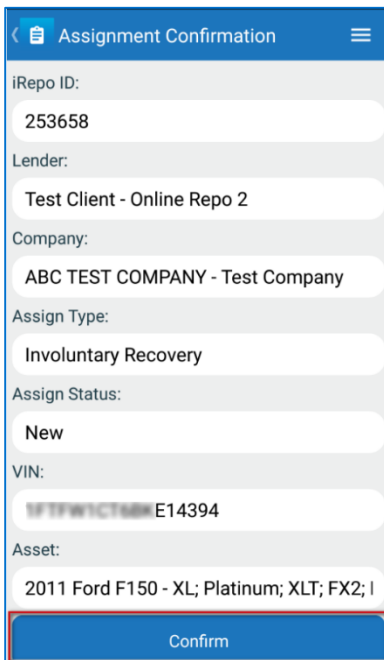 Assignment Confirmation
iRepo ID:
253658
Lender:
Test Client - Online Repo 2
Company:
ABC TEST COMPANY - Test Company
Assign Type:
Involuntary Recovery
Assign Status:
New
VIN:
E14394
Asset:
2011 Ford F150 - XL; Platinum; XLT; FX2;
Confirm